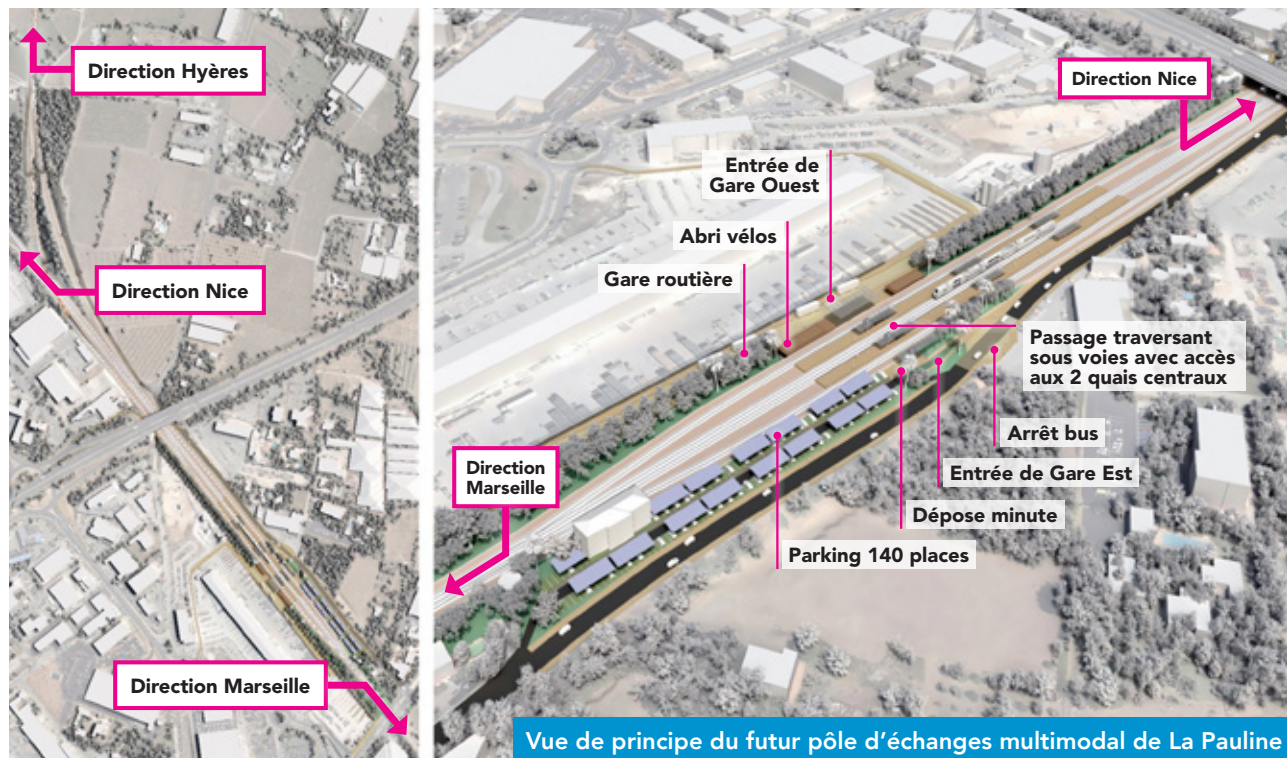 Direction Hyères
Direction Nice
Direction Marseille
Direction Nice
Entrée de
Gare Ouest
Abri vélos
Gare routière
Passage traversant
sous voies avec accès
aux 2 quais centraux
Arrêt bus
Direction
Marseille
Entrée de Gare Est
Dépose minute
Parking 140 places
Vue de principe du futur pôle d'échanges multimodal de La Pauline